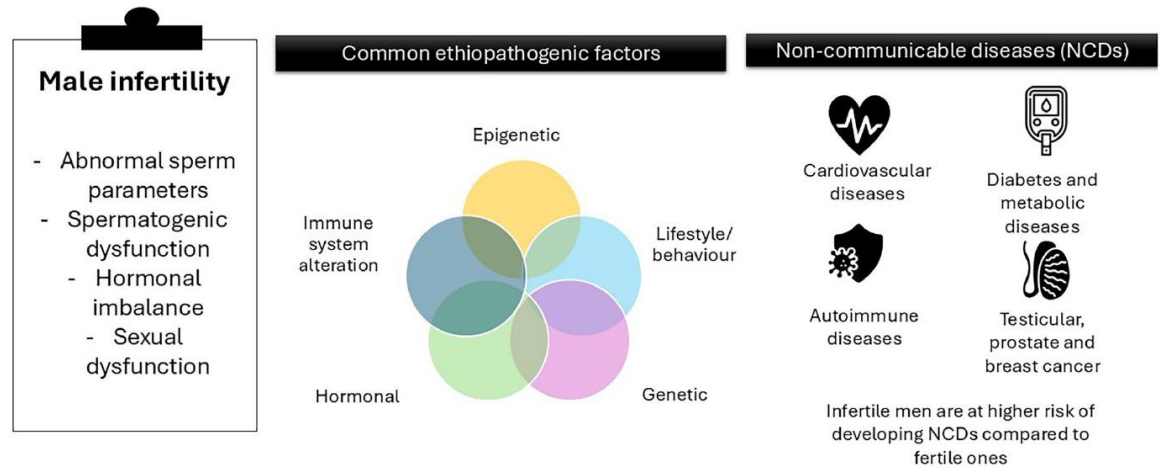 Male infertility
- Abnormal sperm
parameters
- Spermatogenic
dysfunction
- Hormonal
imbalance
- Sexual
dysfunction
Common ethiopathogenic factors
Epigenetic
Immune
system
alteration
Lifestyle/
behaviour
Hormonal
Genetic
Non-communicable diseases (NCDs)
Cardiovascular
diseases
Diabetes and
metabolic
diseases
Autoimmune
diseases
Testicular,
prostate and
breast cancer
Infertile men are at higher risk of
developing NCDs compared to
fertile ones